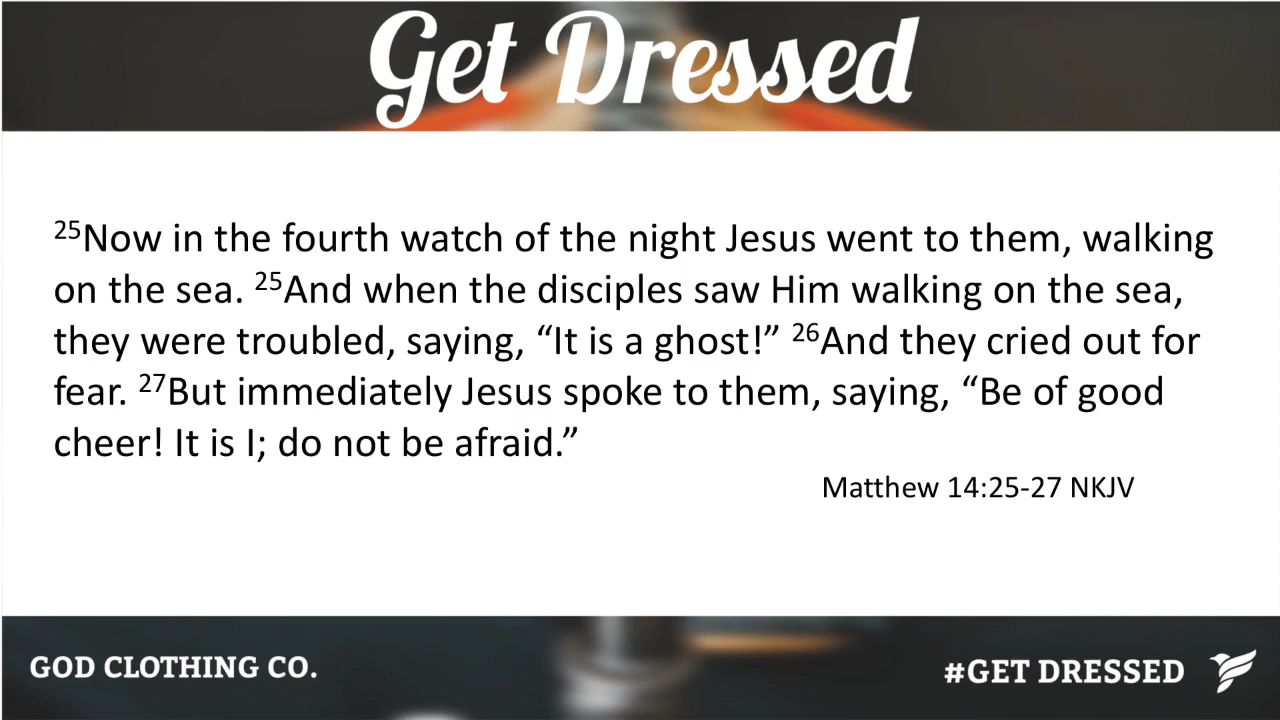 Get Dressed
25Now in the fourth watch of the night Jesus went to them, walking
on the sea. 25And when the disciples saw Him walking on the sea,
they were troubled, saying, “It is a ghost!” 26And they cried out for
fear. 27But immediately Jesus spoke to them, saying, “Be of good
cheer! It is I; do not be afraid.”
Matthew 14:25-27 NKJV
GOD CLOTHING CO.
#GET DRESSED